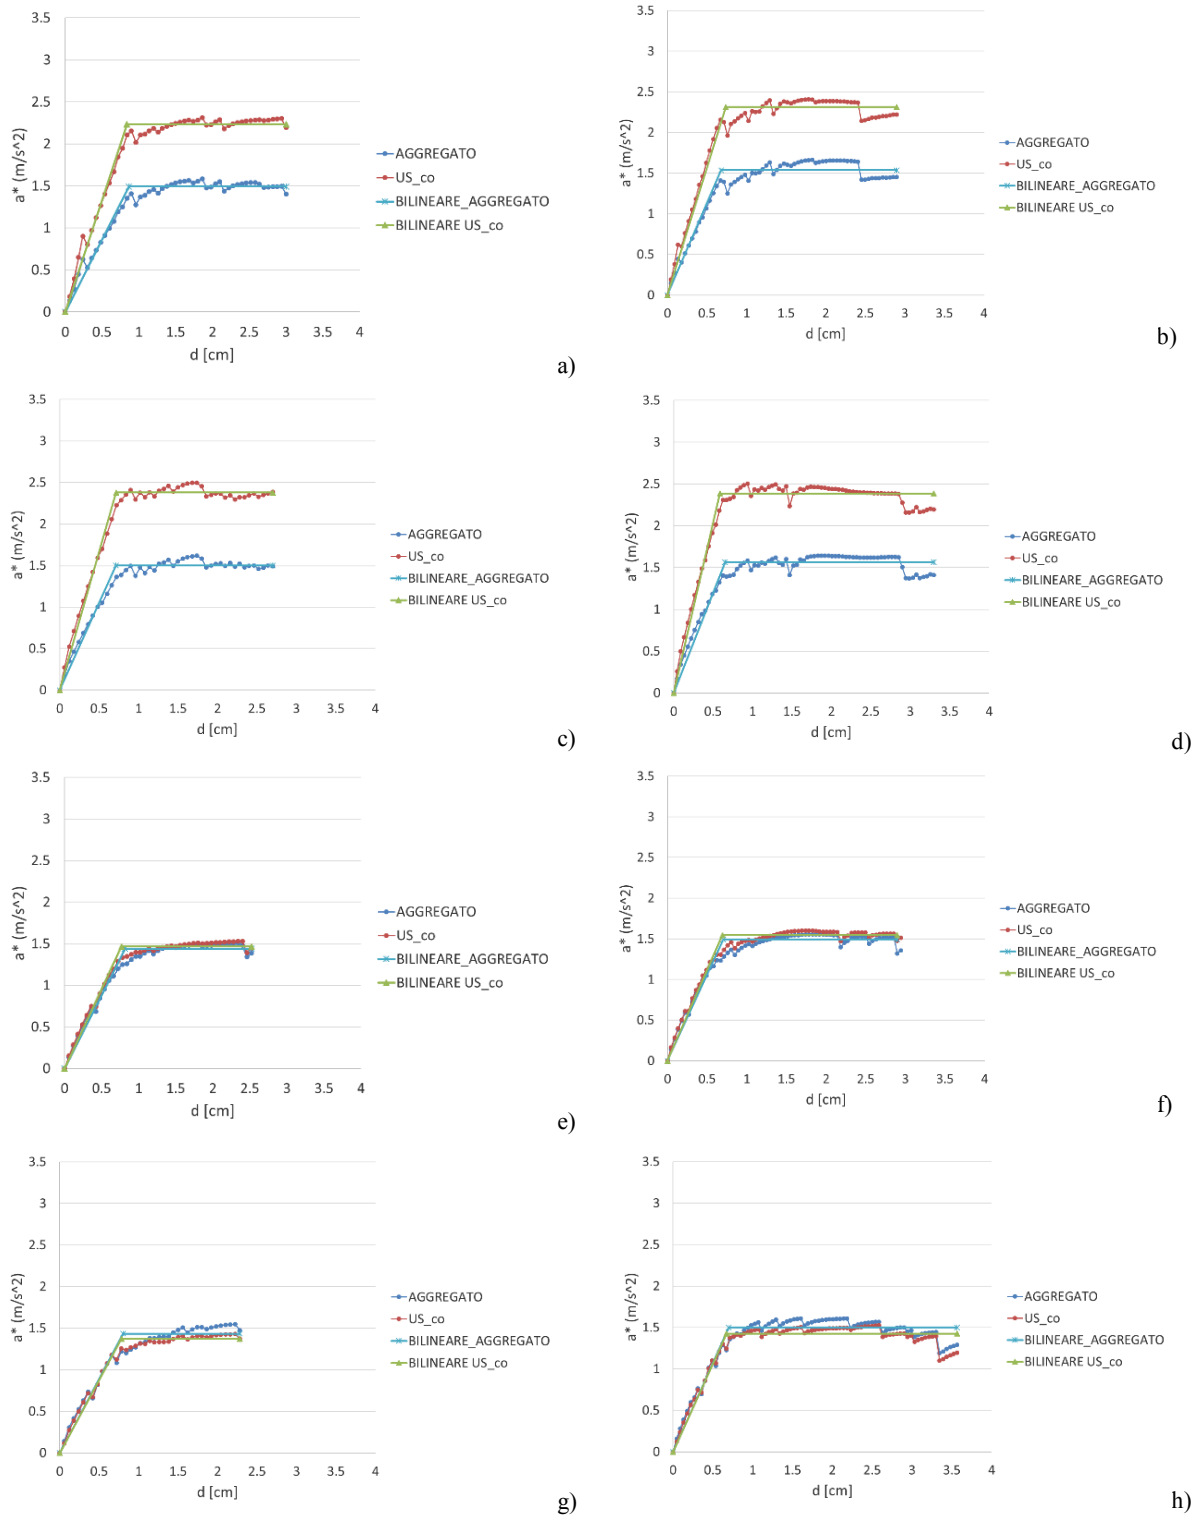 3.5
3
2.5
2
1.5
1
0.5
0
a* (m/s^2)
0 0.5 1 1.5 2 2.5 3 3.5 4
d [cm]
AGGREGATO
US_co
BILINEARE_AGGREGATO
BILINEARE US_co
a)
3.5
3
2.5
2
1.5
1
0.5
0
a* (m/s^2)
0 0.5 1 1.5 2 2.5 3 3.5 4
d [cm]
AGGREGATO
US_co
BILINEARE_AGGREGATO
BILINEARE US_co
b)
3.5
3
2.5
2
1.5
1
0.5
0
a* (m/s^2)
0 0.5 1 1.5 2 2.5 3 3.5 4
d [cm]
AGGREGATO
US_co
BILINEARE_AGGREGATO
BILINEARE US_co
c)
3.5
3
2.5
2
1.5
1
0.5
0
a* (m/s^2)
0 0.5 1 1.5 2 2.5 3 3.5 4
d [cm]
AGGREGATO
US_co
BILINEARE_AGGREGATO
BILINEARE US_co
d)
3.5
3
2.5
2
1.5
1
0.5
0
a* (m/s^2)
0 0.5 1 1.5 2 2.5 3 3.5 4
d [cm]
AGGREGATO
US_co
BILINEARE_AGGREGATO
BILINEARE US_co
e)
3.5
3
2.5
2
1.5
1
0.5
0
a* (m/s^2)
0 0.5 1 1.5 2 2.5 3 3.5 4
d [cm]
AGGREGATO
US_co
BILINEARE_AGGREGATO
BILINEARE US_co
f)
3.5
3
2.5
2
1.5
1
0.5
0
a* (m/s^2)
0 0.5 1 1.5 2 2.5 3 3.5 4
d [cm]
AGGREGATO
US_co
BILINEARE_AGGREGATO
BILINEARE US_co
g)
3.5
3
2.5
2
1.5
1
0.5
0
a* (m/s^2)
0 0.5 1 1.5 2 2.5 3 3.5 4
d [cm]
AGGREGATO
US_co
BILINEARE_AGGREGATO
BILINEARE US_co
h)